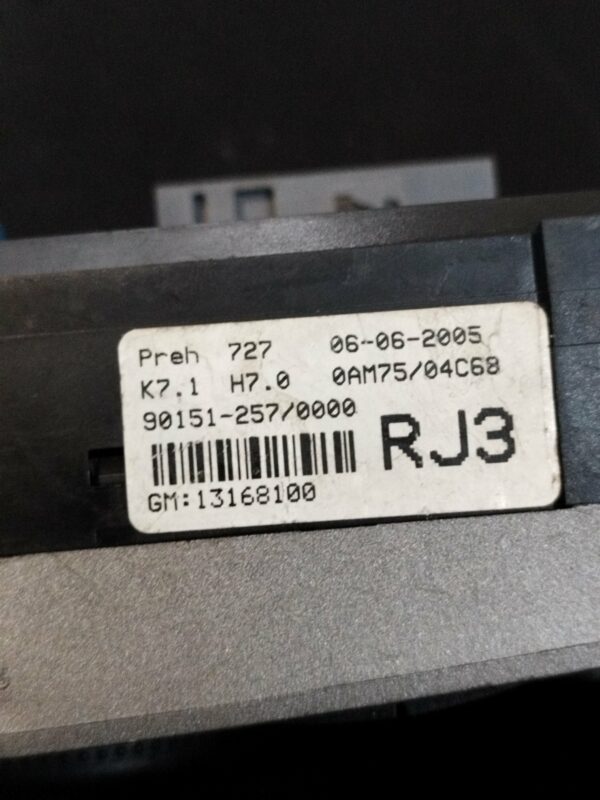 Preh 727 06-06-2005
K7.1 H7.0 0AM75/04C68
90151-257/0000
RJ3
GM:13168100